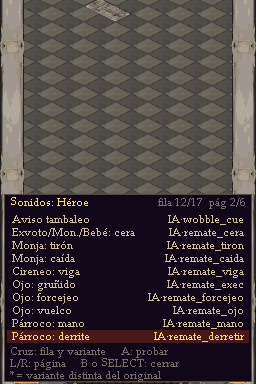 Sonidos: Héroe fila 12/17 pág 2/6
Aviso tambaleo IA·wobble_cue
Exvoto/Mon./Bebé: cera IA·remate_cera
Monja: tirón IA·remate_tiron
Monja: caída IA·remate_caida
Cireneo: viga IA·remate_viga
Ojo: gruñido IA·remate_exec
Ojo: forcejeo IA·remate_forcejeo
Ojo: vuelco IA·remate_ojo
Párroco: mano IA·remate_mano
Párroco: derrite IA·remate_derretir
Cruz: fila y variante A: probar
L/R: página B o SELECT: cerrar
* = variante distinta del original